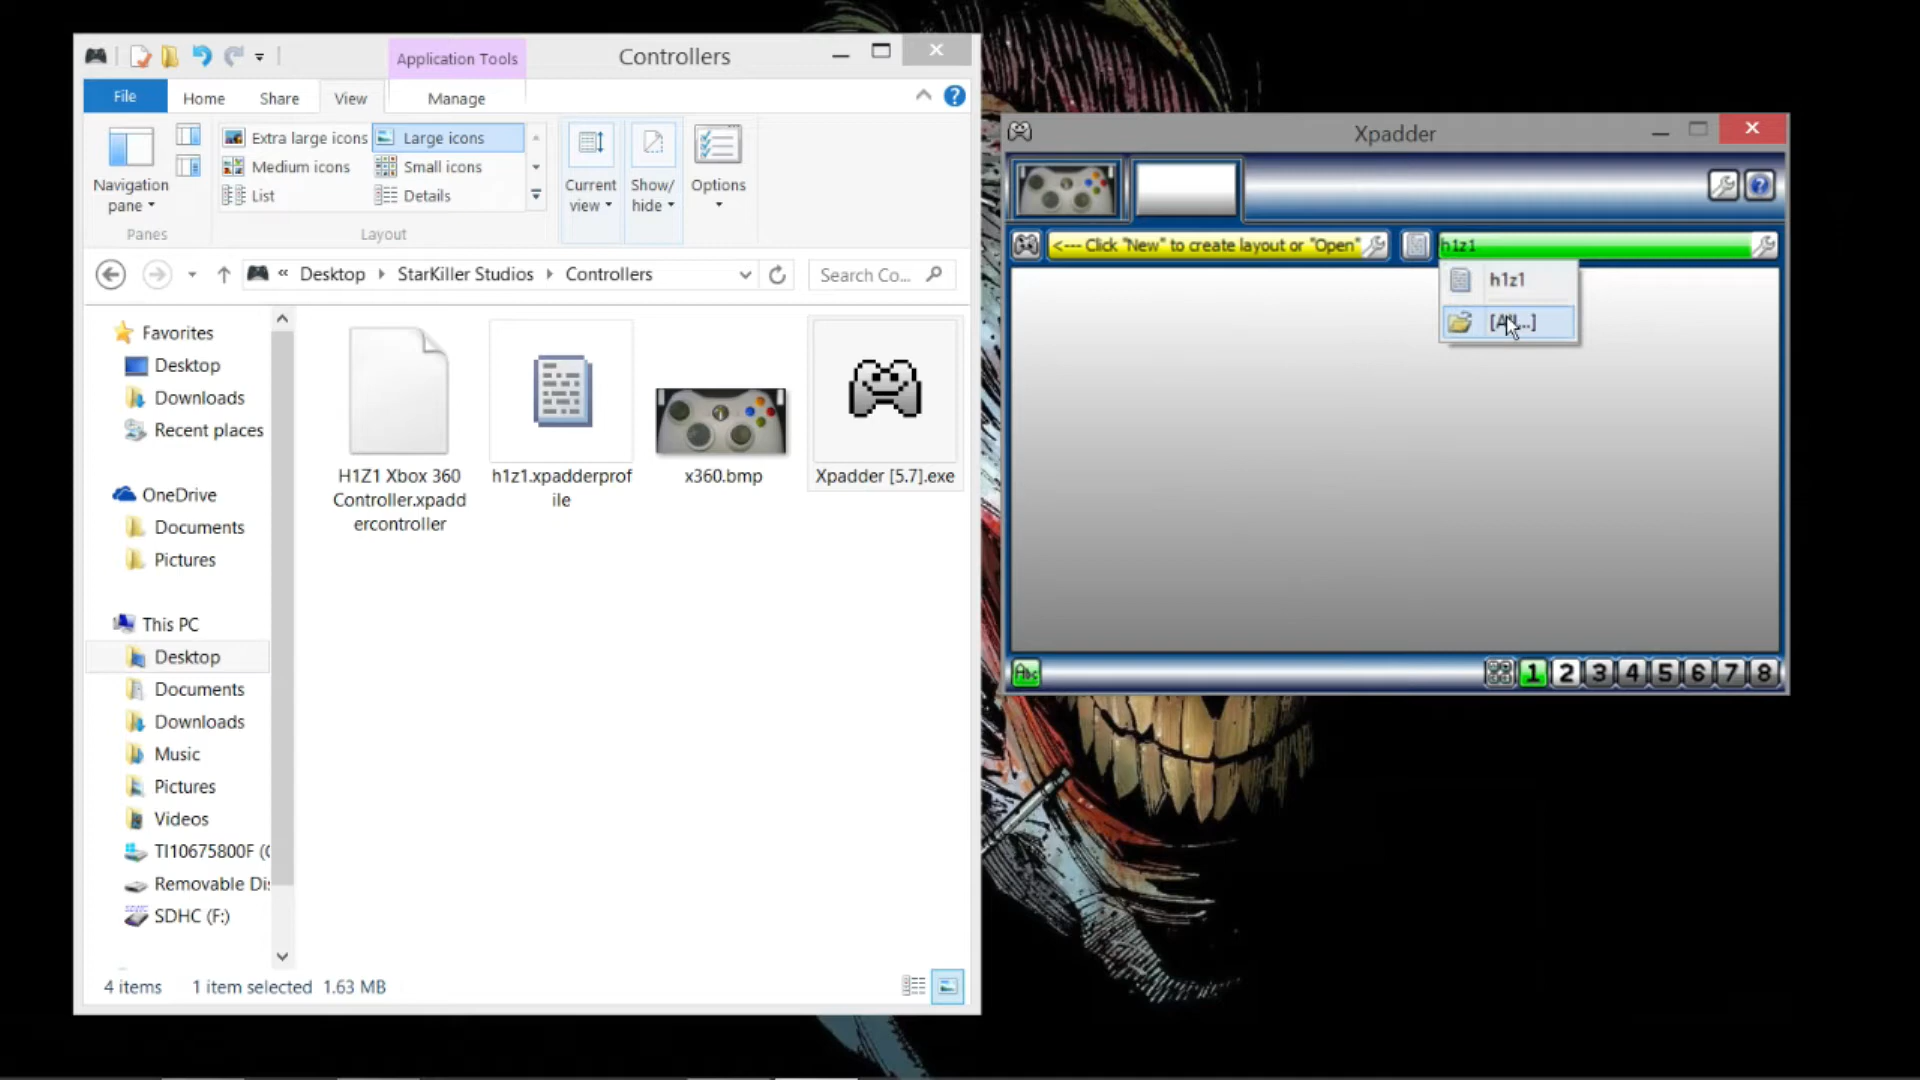 Application Tools
Controllers
File
Home
Share
View
Manage
Navigation
pane
Extra large icons
Large icons
Medium icons
Small icons
List
Details
Current
view
Show/
hide
Options
Panes
Layout
« Desktop StarKiller Studios Controllers
Search Co...
Favorites
Desktop
Downloads
Recent places
OneDrive
Documents
Pictures
This PC
Desktop
Documents
Downloads
Music
Pictures
Videos
TI10675800F (
Removable Di
SDHC (F:)
H1Z1 Xbox 360
Controller.xpadd
ercontroller
h1z1.xpadderprof
ile
x360.bmp
Xpadder [5.7].exe
4 items 1 item selected 1.63 MB
Xpadder
<--- Click "New" to create layout or "Open"
h1z1
h1z1
Abc
1 2 3 4 5 6 7 8